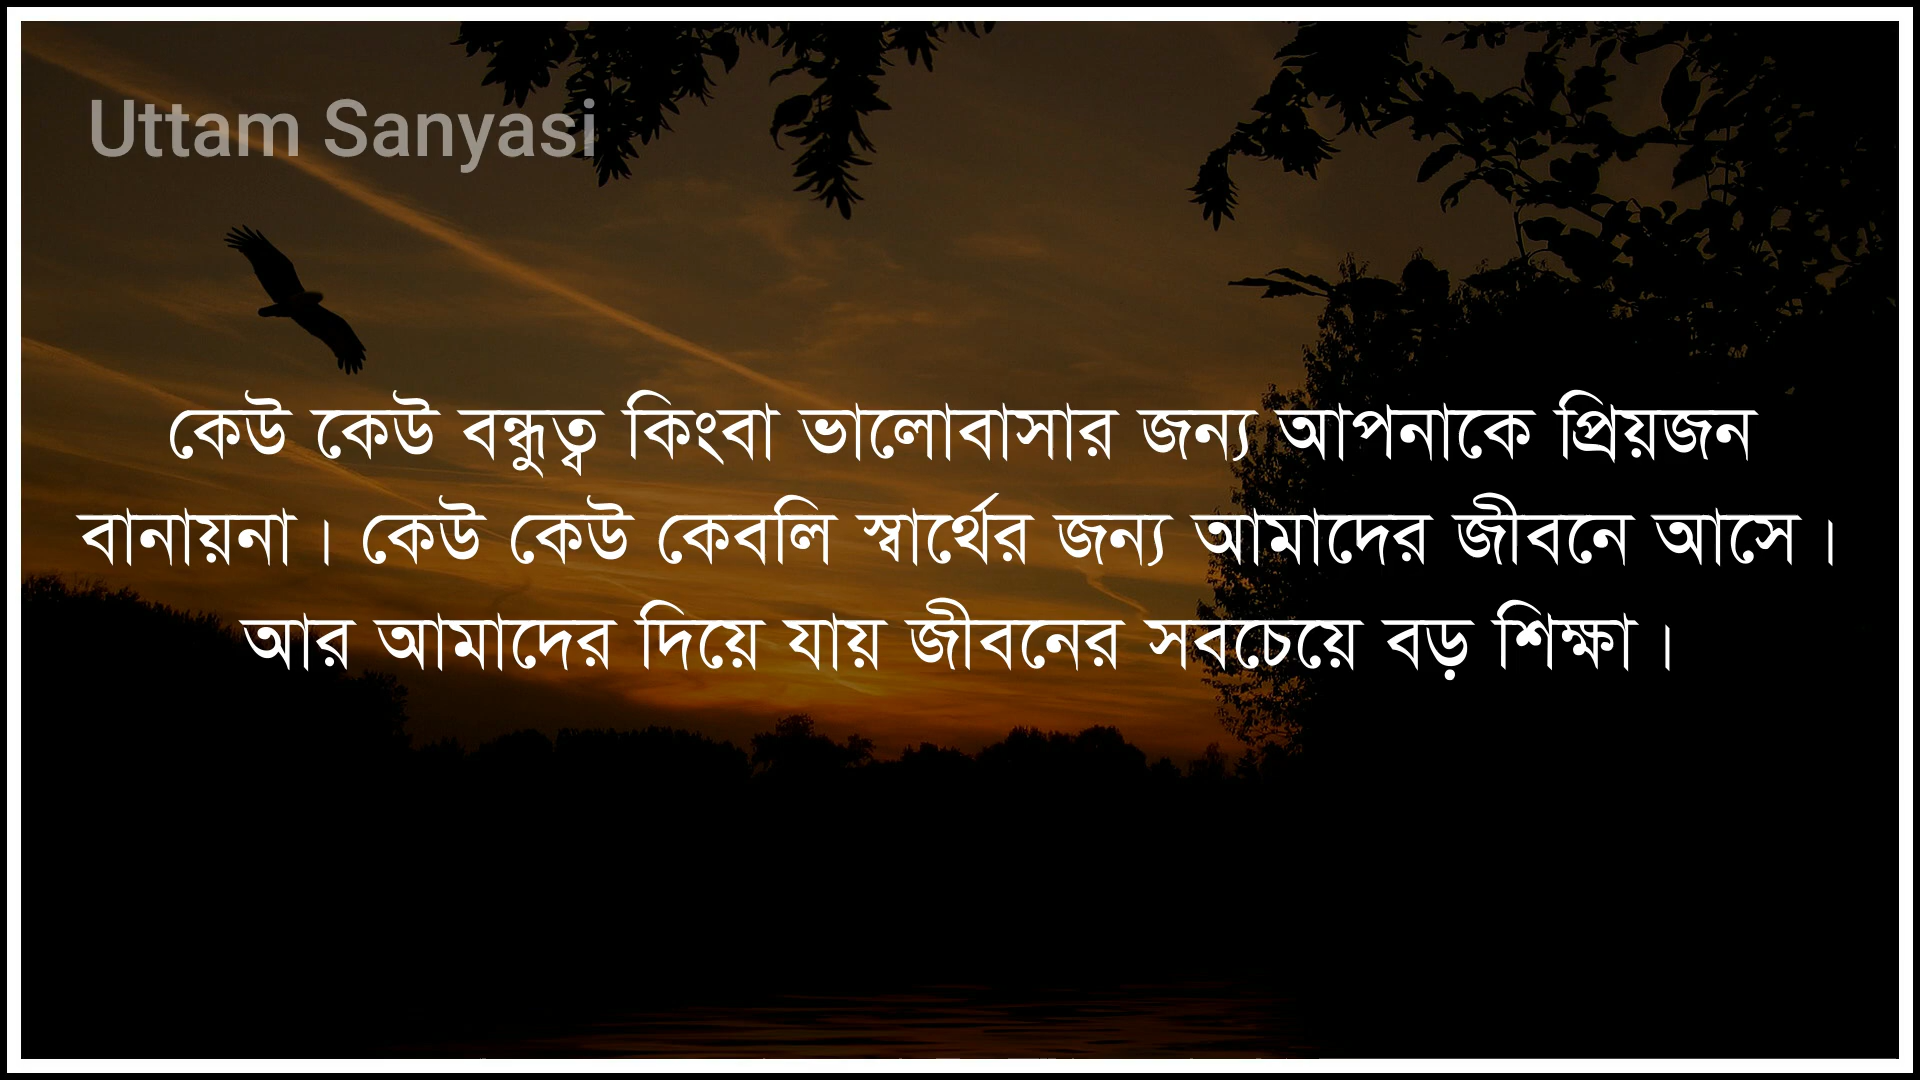 Uttam Sanyasi
কেউ কেউ বন্ধুত্ব কিংবা ভালোবাসার জন্য আপনাকে প্রিয়জন
বানায়না। কেউ কেউ কেবলি স্বার্থের জন্য আমাদের জীবনে আসে।
আর আমাদের দিয়ে যায় জীবনের সবচেয়ে বড় শিক্ষা।